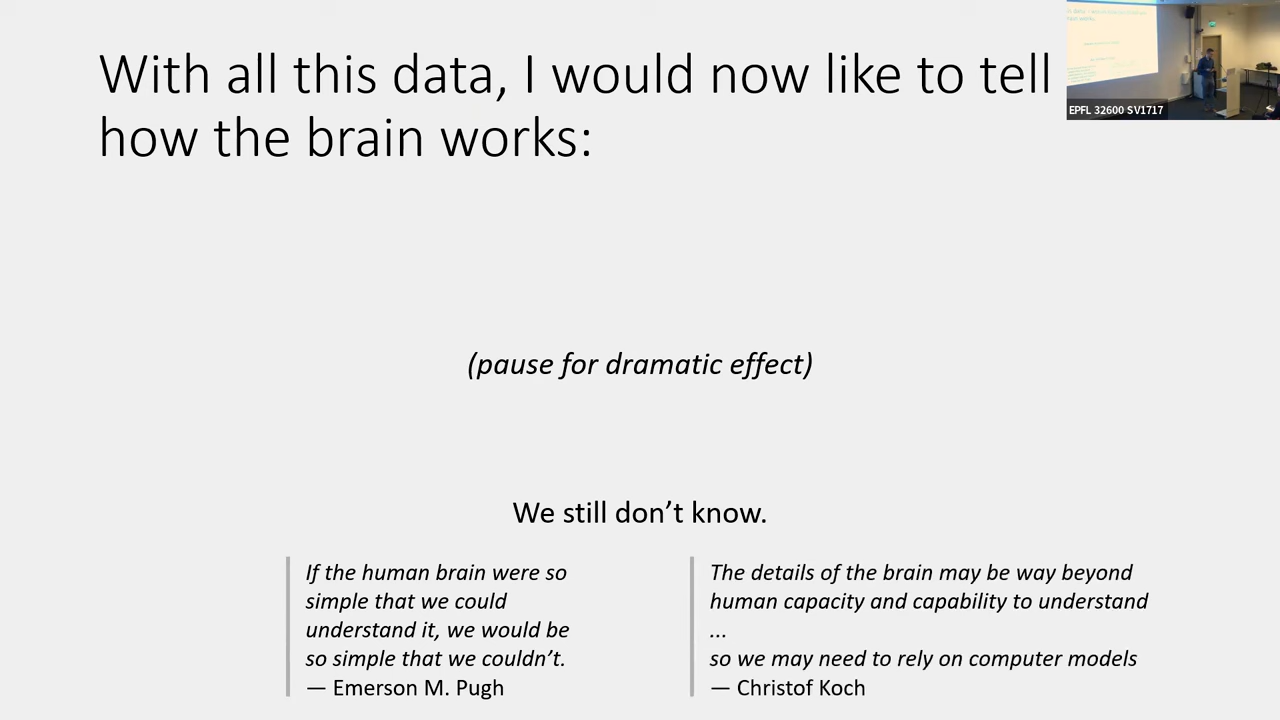 With all this data, I would now like to tell
how the brain works:
EPFL 32600 SV1717
(pause for dramatic effect)
We still don’t know.
If the human brain were so
simple that we could
understand it, we would be
so simple that we couldn’t.
— Emerson M. Pugh
The details of the brain may be way beyond
human capacity and capability to understand
...
so we may need to rely on computer models
— Christof Koch